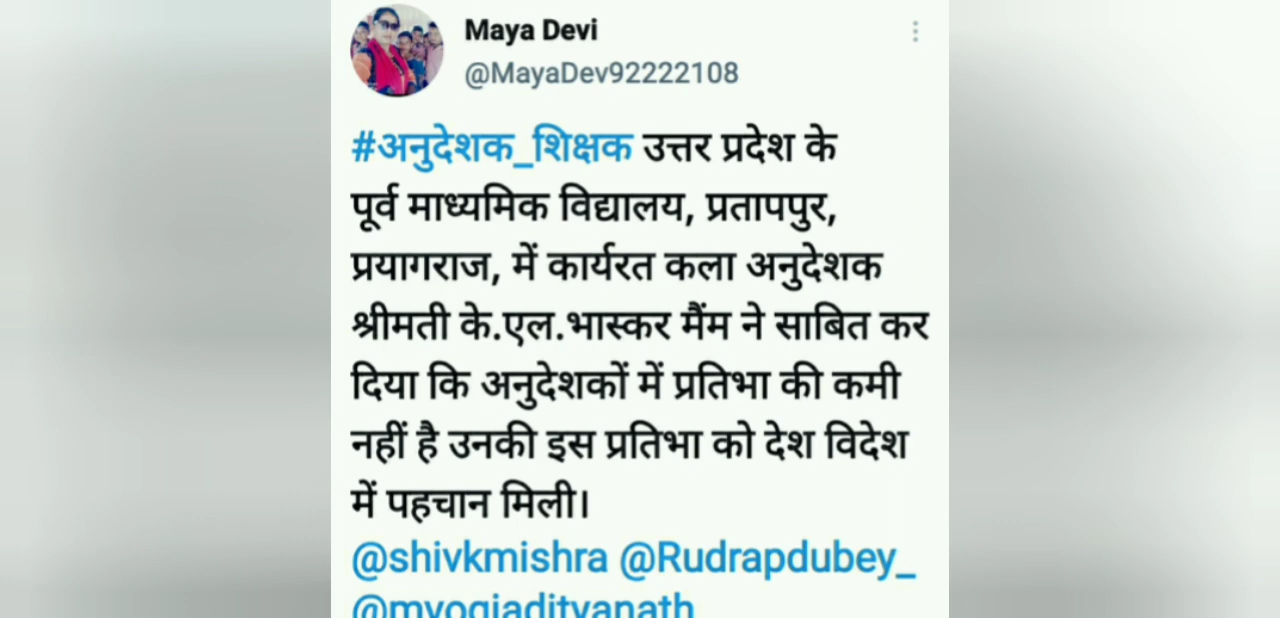 Maya Devi
@MayaDev92222108
#अनुदेशक_शिक्षक उत्तर प्रदेश के
पूर्व माध्यमिक विद्यालय, प्रतापपुर,
प्रयागराज, में कार्यरत कला अनुदेशक
श्रीमती के.एल.भास्कर मैंम ने साबित कर
दिया कि अनुदेशकों में प्रतिभा की कमी
नहीं है उनकी इस प्रतिभा को देश विदेश
में पहचान मिली।
@shivkmishra @Rudrapdubey_
@myogiadityanath